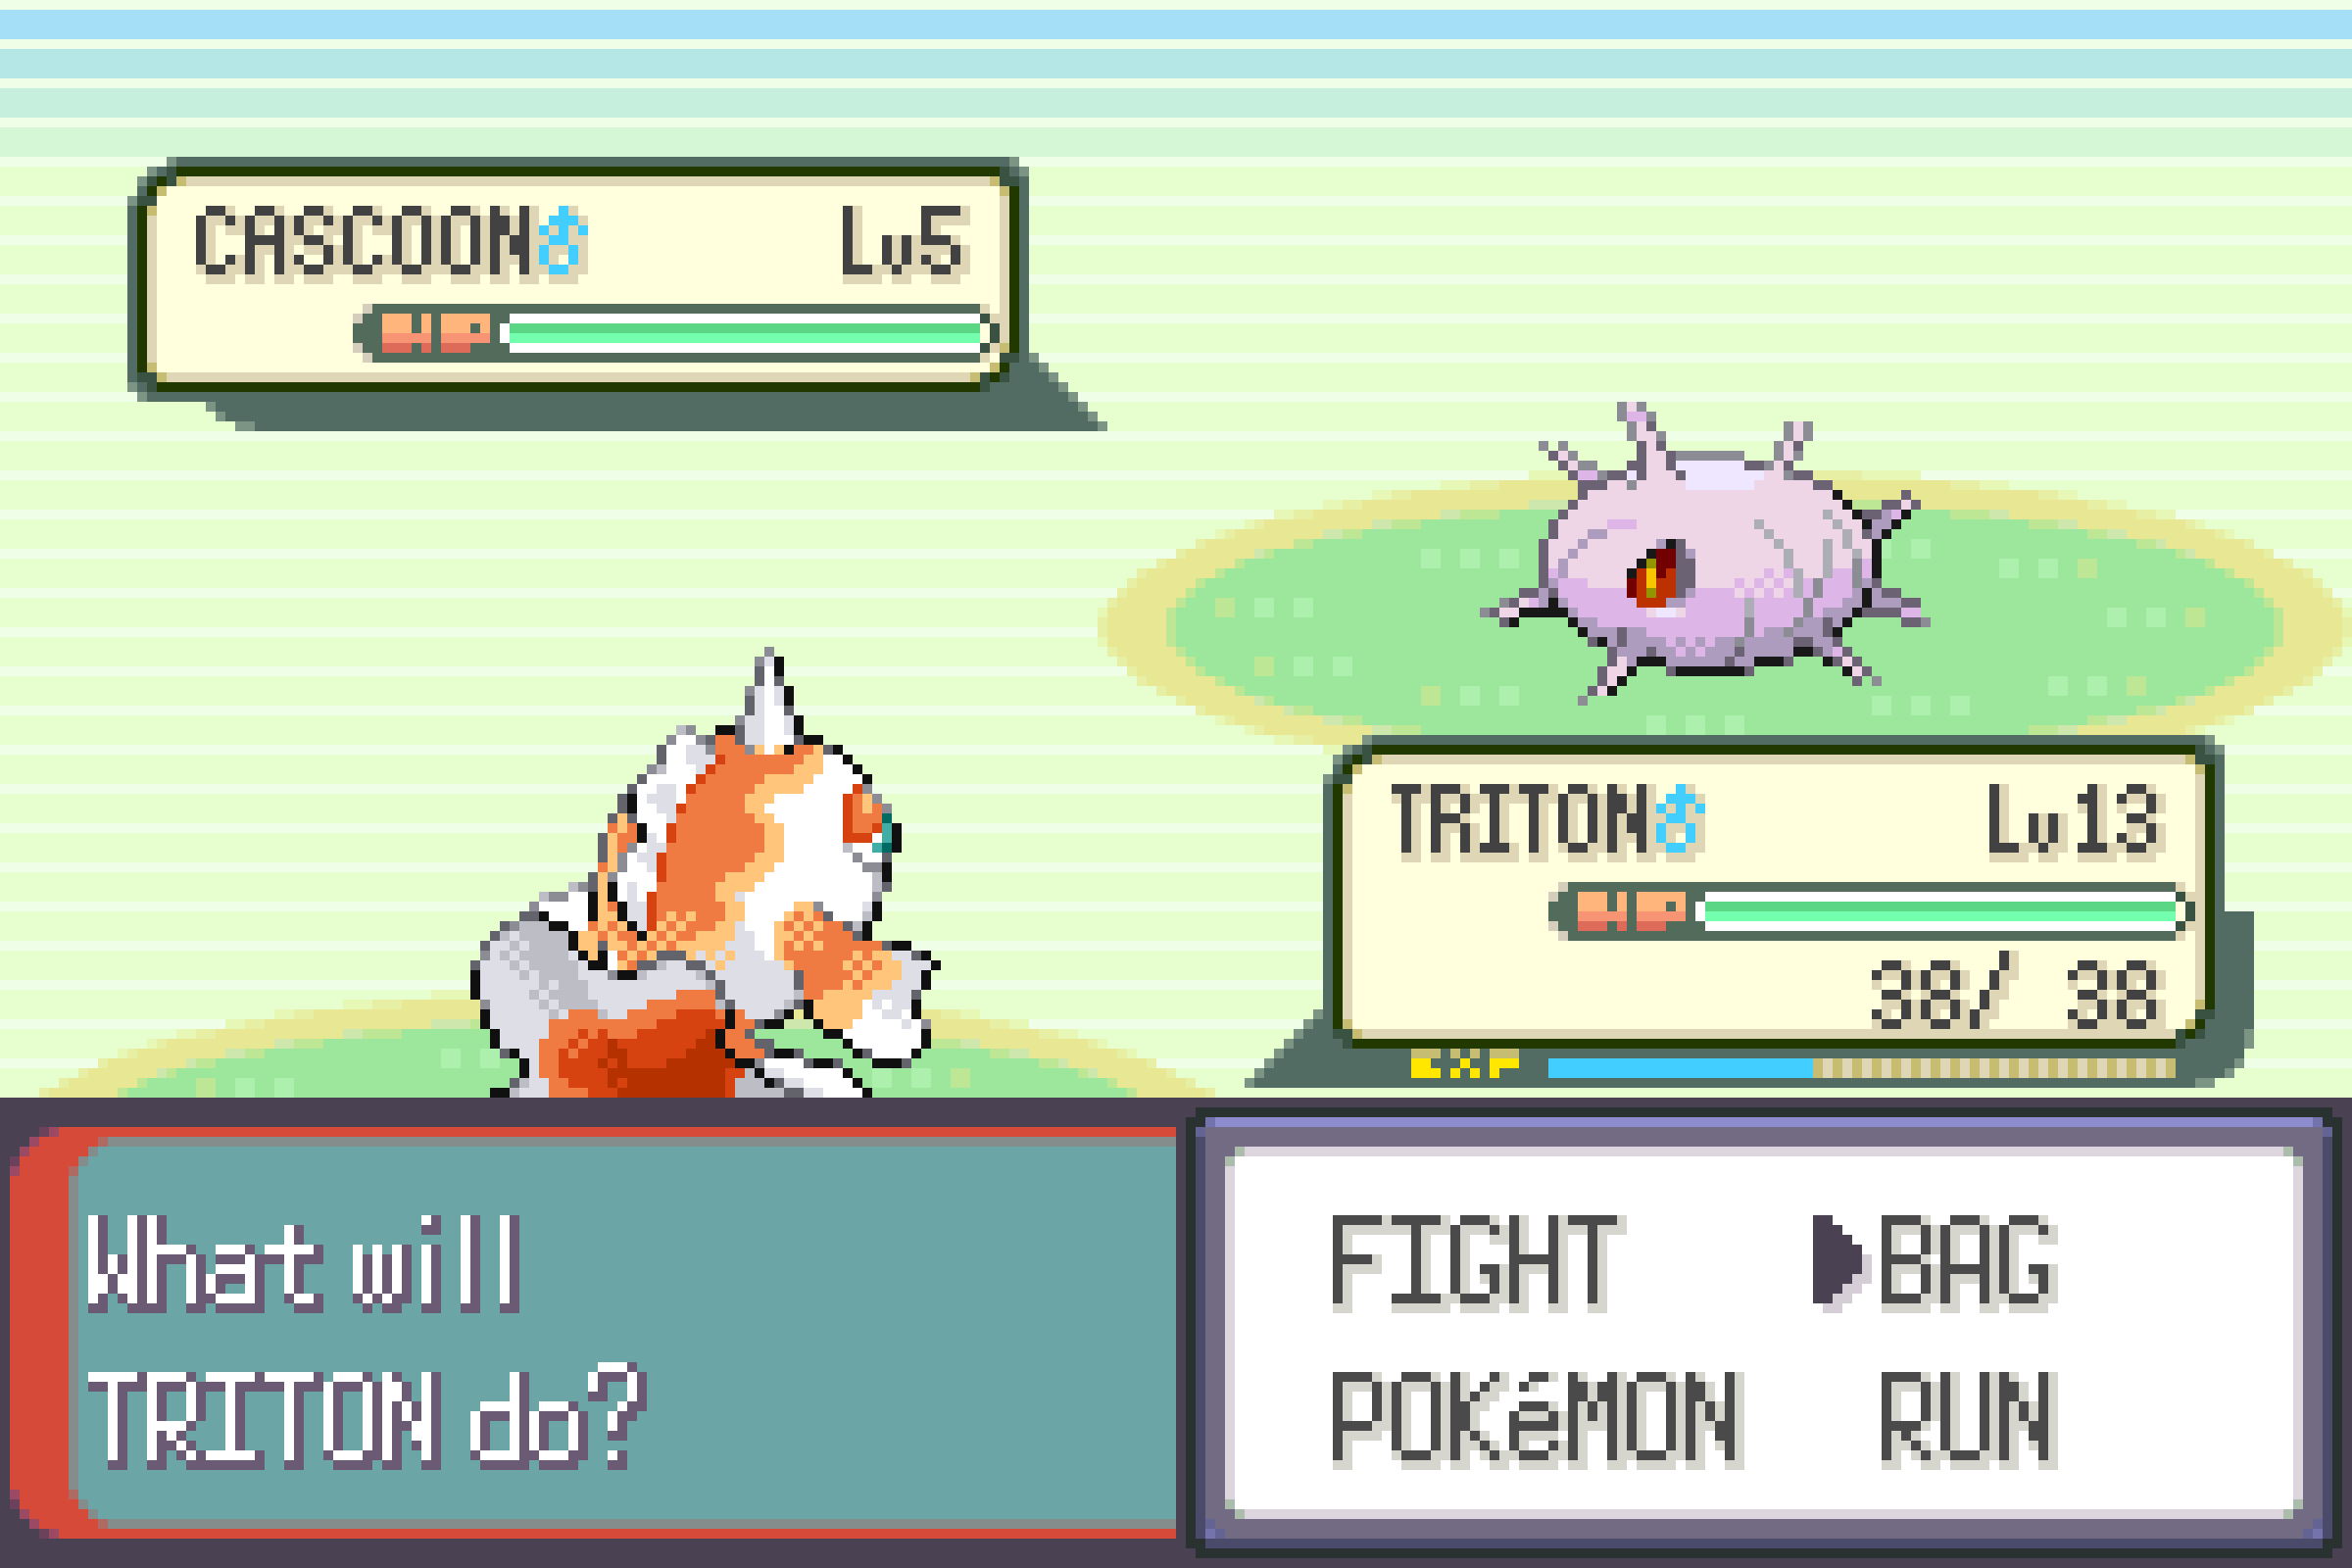 CASCOON♂ Lv5
HP
TRITON♂ Lv13
HP
38/ 38
EXP
What will
TRITON do?
FIGHT ▶BAG
POKéMON RUN